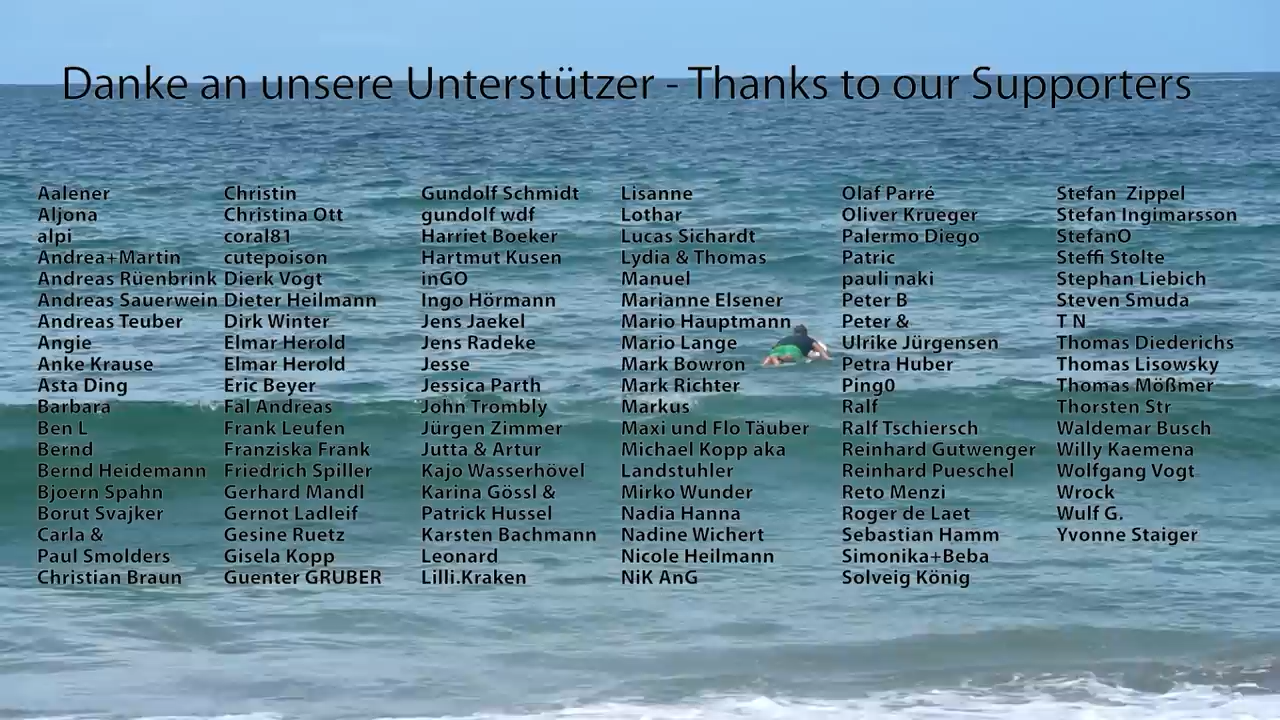 Danke an unsere Unterstützer - Thanks to our Supporters
Aalener
Aljona
alpi
Andrea+Martin
Andreas Rüenbrink
Andreas Sauerwein
Andreas Teuber
Angie
Anke Krause
Asta Ding
Barbara
Ben L
Bernd
Bernd Heidemann
Bjoern Spahn
Borut Svajker
Carla &
Paul Smolders
Christian Braun
Christin
Christina Ott
coral81
cutepoison
Dierk Vogt
Dieter Heilmann
Dirk Winter
Elmar Herold
Elmar Herold
Eric Beyer
Fal Andreas
Frank Leufen
Franziska Frank
Friedrich Spiller
Gerhard Mandl
Gernot Ladleif
Gesine Ruetz
Gisela Kopp
Guenter GRUBER
Gundolf Schmidt
gundolf wdf
Harriet Boeker
Hartmut Kusen
inGO
Ingo Hörmann
Jens Jaekel
Jens Radeke
Jesse
Jessica Parth
John Trombly
Jürgen Zimmer
Jutta & Artur
Kajo Wasserhövel
Karina Gössl &
Patrick Hussel
Karsten Bachmann
Leonard
Lilli.Kraken
Lisanne
Lothar
Lucas Sichardt
Lydia & Thomas
Manuel
Marianne Elsener
Mario Hauptmann
Mario Lange
Mark Bowron
Mark Richter
Markus
Maxi und Flo Täuber
Michael Kopp aka
Landstuhler
Mirko Wunder
Nadia Hanna
Nadine Wichert
Nicole Heilmann
NiK AnG
Olaf Parré
Oliver Krueger
Palermo Diego
Patric
pauli naki
Peter B
Peter &
Ulrike Jürgensen
Petra Huber
Ping0
Ralf
Ralf Tschiersch
Reinhard Gutwenger
Reinhard Pueschel
Reto Menzi
Roger de Laet
Sebastian Hamm
Simonika+Beba
Solveig König
Stefan  Zippel
Stefan Ingimarsson
StefanO
Steffi Stolte
Stephan Liebich
Steven Smuda
T N
Thomas Diederichs
Thomas Lisowsky
Thomas Mößmer
Thorsten Str
Waldemar Busch
Willy Kaemena
Wolfgang Vogt
Wrock
Wulf G.
Yvonne Staiger